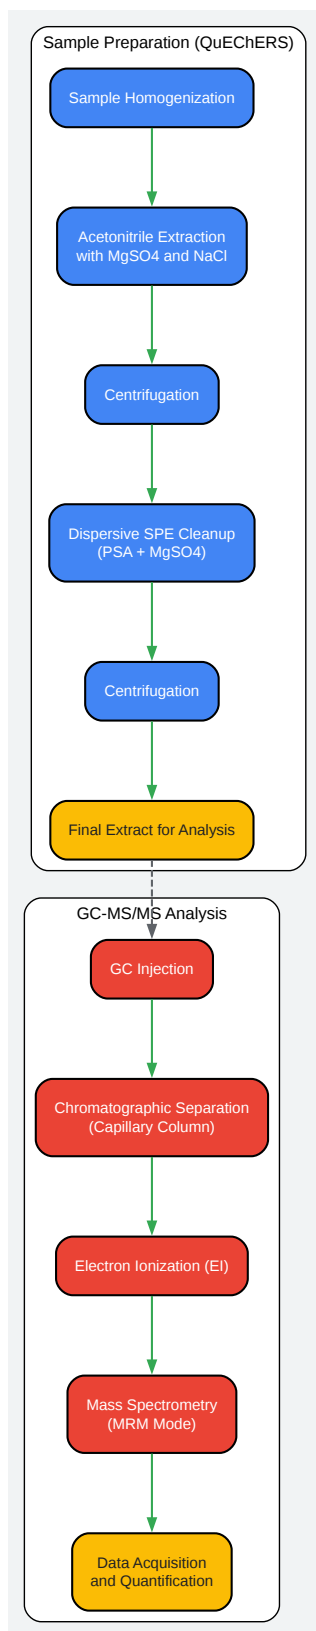 Sample Preparation (QuEChERS)
Sample Homogenization
Acetonitrile Extraction
with MgSO4 and NaCl
Centrifugation
Dispersive SPE Cleanup
(PSA + MgSO4)
Centrifugation
Final Extract for Analysis
GC-MS/MS Analysis
GC Injection
Chromatographic Separation
(Capillary Column)
Electron Ionization (EI)
Mass Spectrometry
(MRM Mode)
Data Acquisition
and Quantification